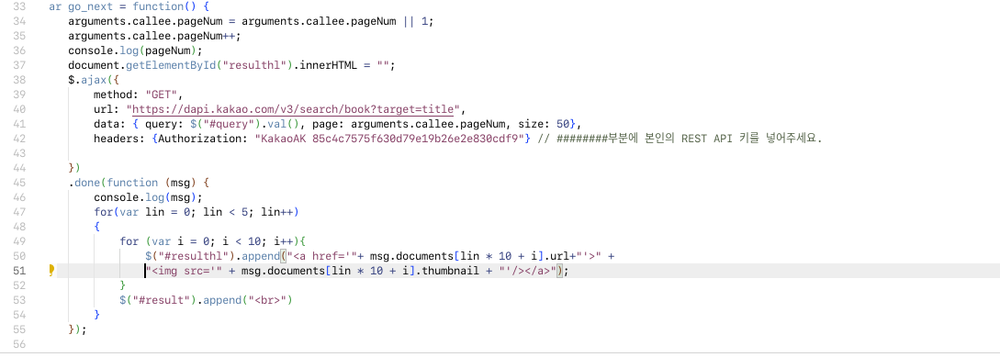 33 ar go_next = function() {
34 arguments.callee.pageNum = arguments.callee.pageNum || 1;
35 arguments.callee.pageNum++;
36 console.log(pageNum);
37 document.getElementById("resulthl").innerHTML = "";
38 $.ajax({
39 method: "GET",
40 url: "https://dapi.kakao.com/v3/search/book?target=title",
41 data: { query: $("#query").val(), page: arguments.callee.pageNum, size: 50},
42 headers: {Authorization: "KakaoAK 85c4c7575f630d79e19b26e2e830cdf9"} // ########부분에 본인의 REST API 키를 넣어주세요.
43
44 })
45 .done(function (msg) {
46 console.log(msg);
47 for(var lin = 0; lin < 5; lin++)
48 {
49 for (var i = 0; i < 10; i++){
50 $("#resulthl").append("<a href='"+ msg.documents[lin * 10 + i].url+"'>" +
51 "<img src='" + msg.documents[lin * 10 + i].thumbnail + "'/></a>");
52 }
53 $("#result").append("<br>")
54 }
55 });
56